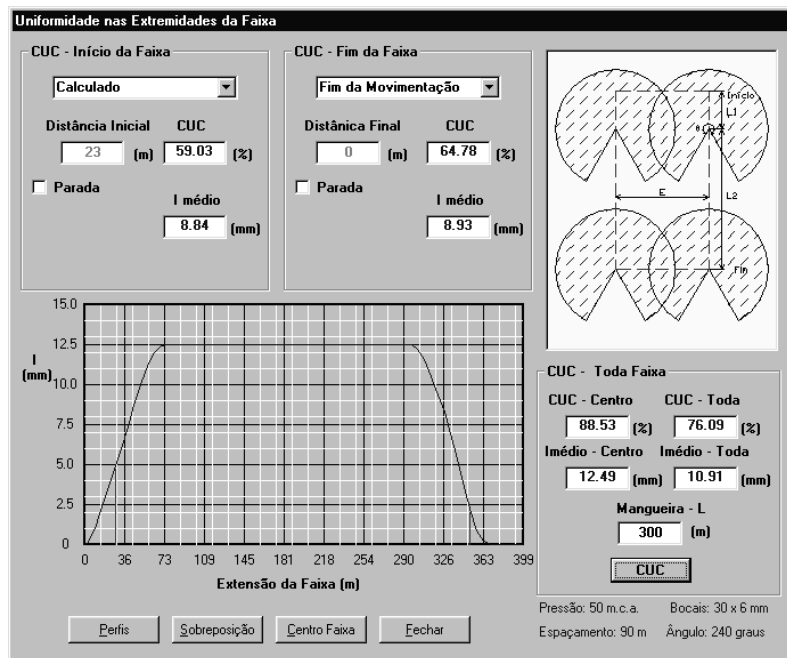 Uniformidade nas Extremidades da Faixa
CUC - Início da Faixa
Calculado
Distância Inicial CUC
23 (m) 59.03 (%)
Parada
I médio
8.84 (mm)
CUC - Fim da Faixa
Fim da Movimentação
Distânica Final CUC
0 (m) 64.78 (%)
Parada
I médio
8.93 (mm)
Início
L1
θ
E
L2
Fim
15.0
12.5
I
(mm)
10.0
7.5
5.0
2.5
0
0 36 73 109 145 181 218 254 290 326 363 399
Extensão da Faixa (m)
CUC - Toda Faixa
CUC - Centro CUC - Toda
88.53 (%) 76.09 (%)
Imédio - Centro Imédio - Toda
12.49 (mm) 10.91 (mm)
Mangueira - L
300 (m)
CUC
Perfis Sobreposição Centro Faixa Fechar
Pressão: 50 m.c.a. Bocais: 30 x 6 mm
Espaçamento: 90 m Ângulo: 240 graus